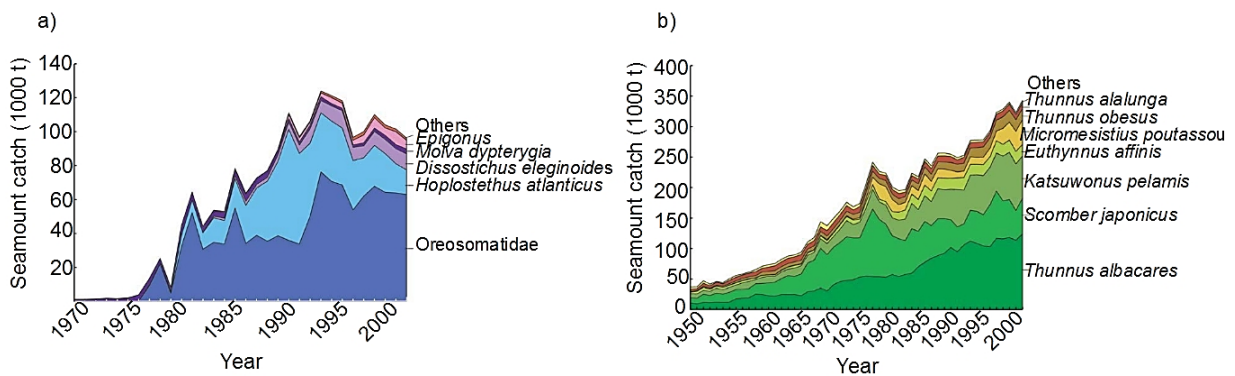 a)
Seamount catch (1000 t)
140
120
100
80
60
40
20
1970
1975
1980
1985
1990
1995
2000
Year
Others
Epigonus
Molva dypterygia
Dissostichus eleginoides
Hoplostethus atlanticus
Oreosomatidae
b)
Seamount catch (1000 t)
400
350
300
250
200
150
100
50
0
1950
1955
1960
1965
1970
1975
1980
1985
1990
1995
2000
Year
Others
Thunnus alalunga
Thunnus obesus
Micromesistius poutassou
Euthynnus affinis
Katsuwonus pelamis
Scomber japonicus
Thunnus albacares